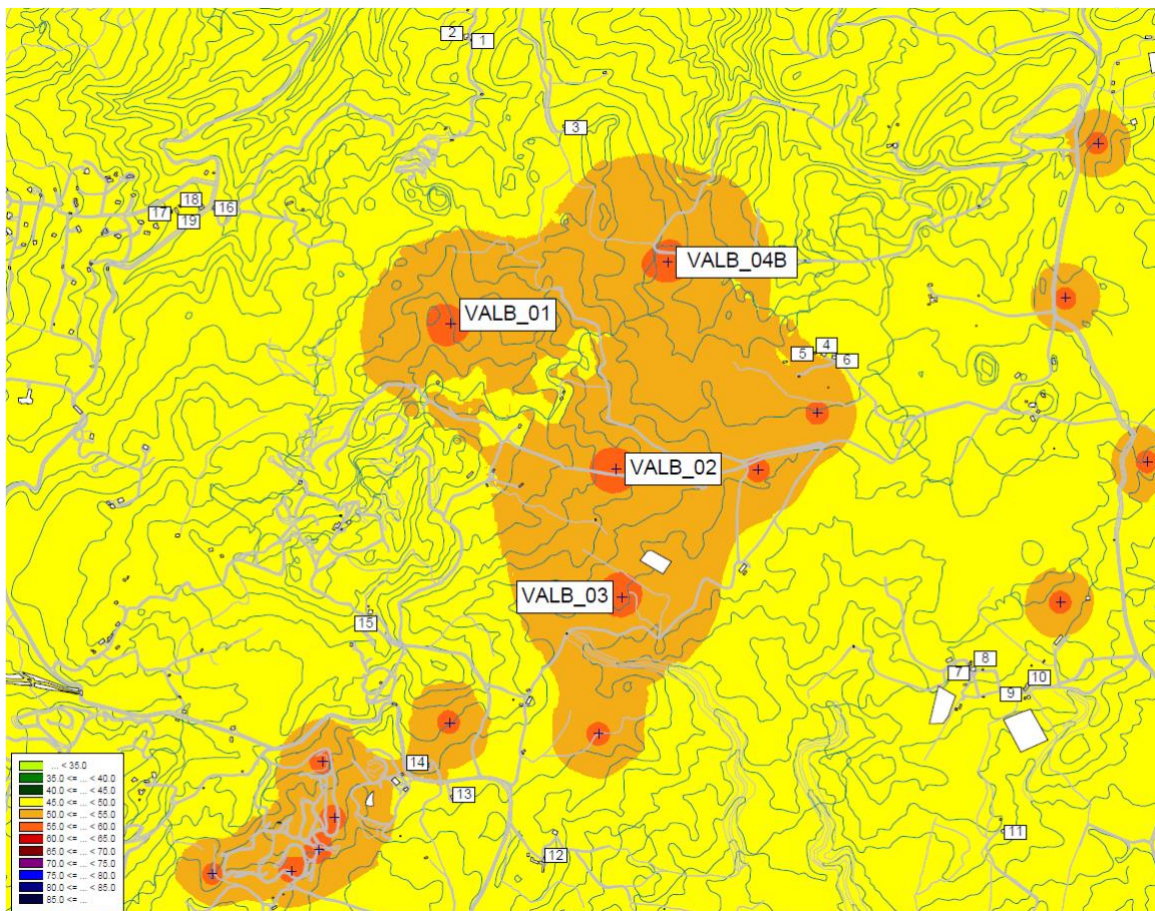 2
1
3
18
17
16
19
VALB_04B
VALB_01
4
5
6
VALB_02
VALB_03
15
8
7
10
9
14
13
11
12
... < 35.0
35.0 <= ... < 40.0
40.0 <= ... < 45.0
45.0 <= ... < 50.0
50.0 <= ... < 55.0
55.0 <= ... < 60.0
60.0 <= ... < 65.0
65.0 <= ... < 70.0
70.0 <= ... < 75.0
75.0 <= ... < 80.0
80.0 <= ... < 85.0
85.0 <= ...